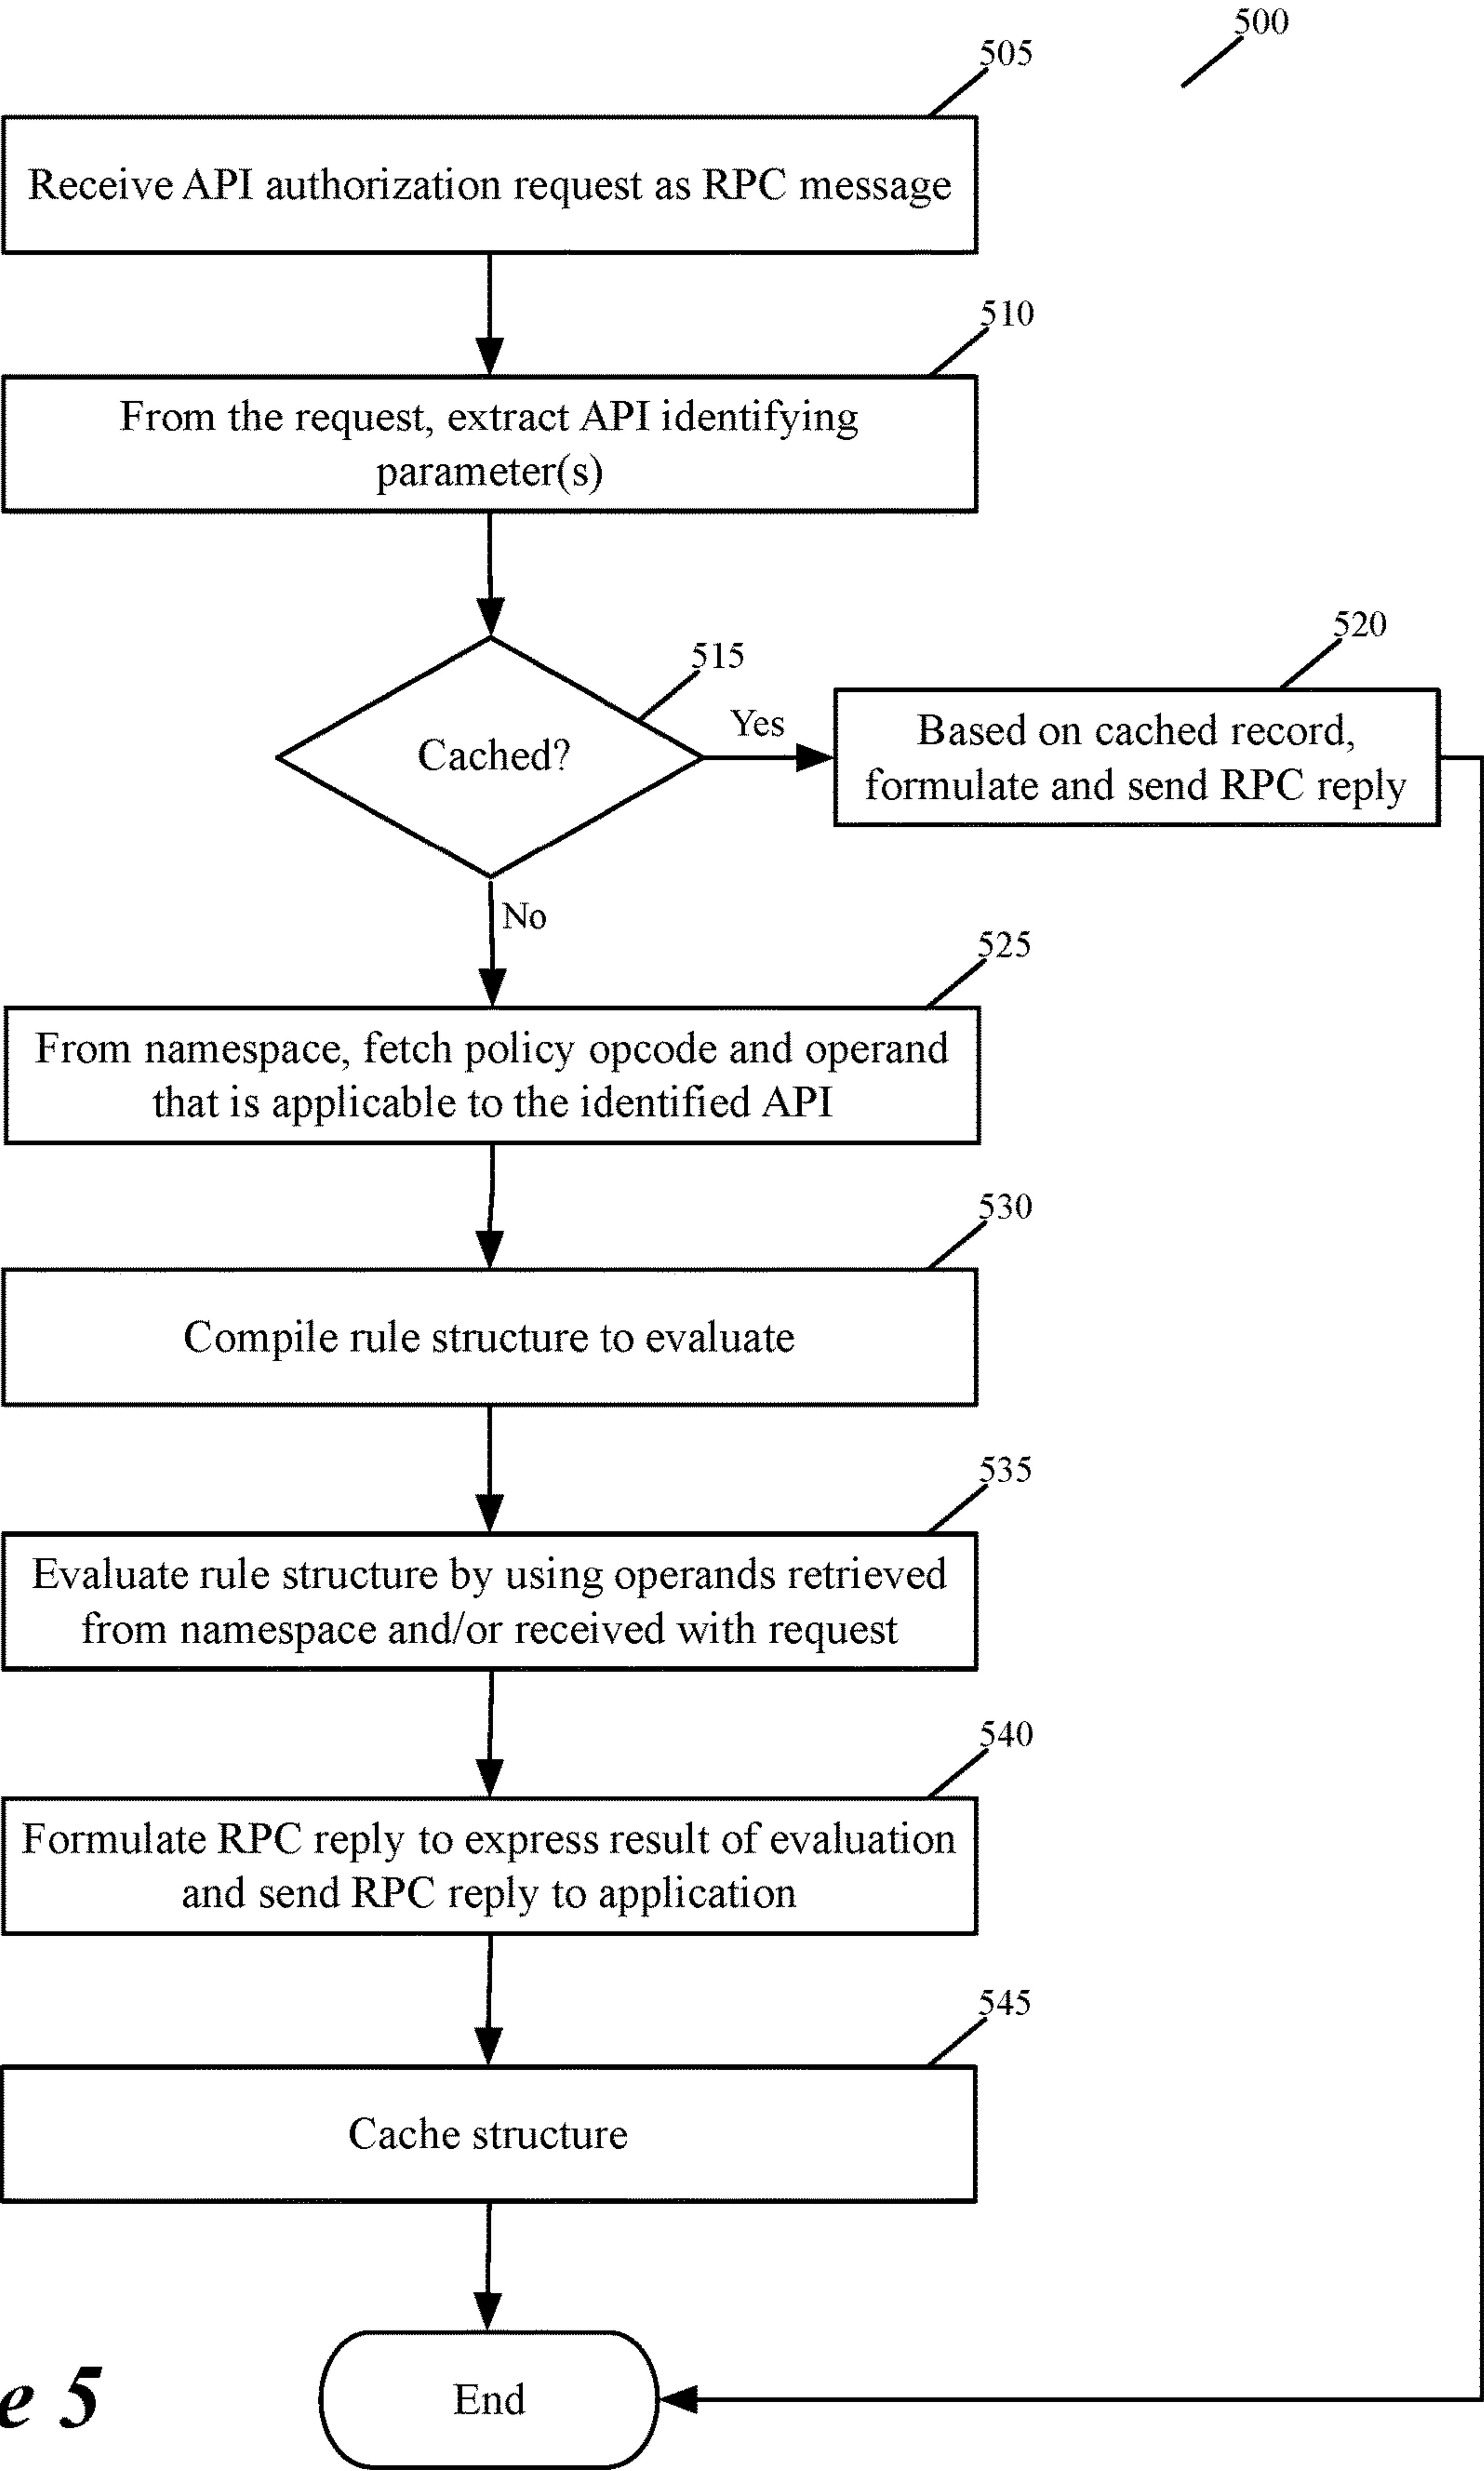 500
505
Receive API authorization request as RPC message
510
From the request, extract API identifying
parameter(s)
515
Cached?
Yes
520
Based on cached record,
formulate and send RPC reply
No
525
From namespace, fetch policy opcode and operand
that is applicable to the identified API
530
Compile rule structure to evaluate
535
Evaluate rule structure by using operands retrieved
from namespace and/or received with request
540
Formulate RPC reply to express result of evaluation
and send RPC reply to application
545
Cache structure
End
e 5